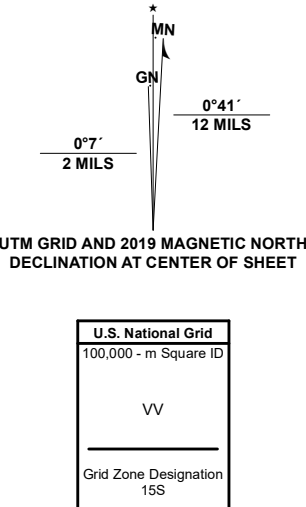 ★
MN
GN
0°41´
12 MILS
0°7´
2 MILS
UTM GRID AND 2019 MAGNETIC NORTH
DECLINATION AT CENTER OF SHEET
U.S. National Grid
100,000 - m Square ID
VV
Grid Zone Designation
15S